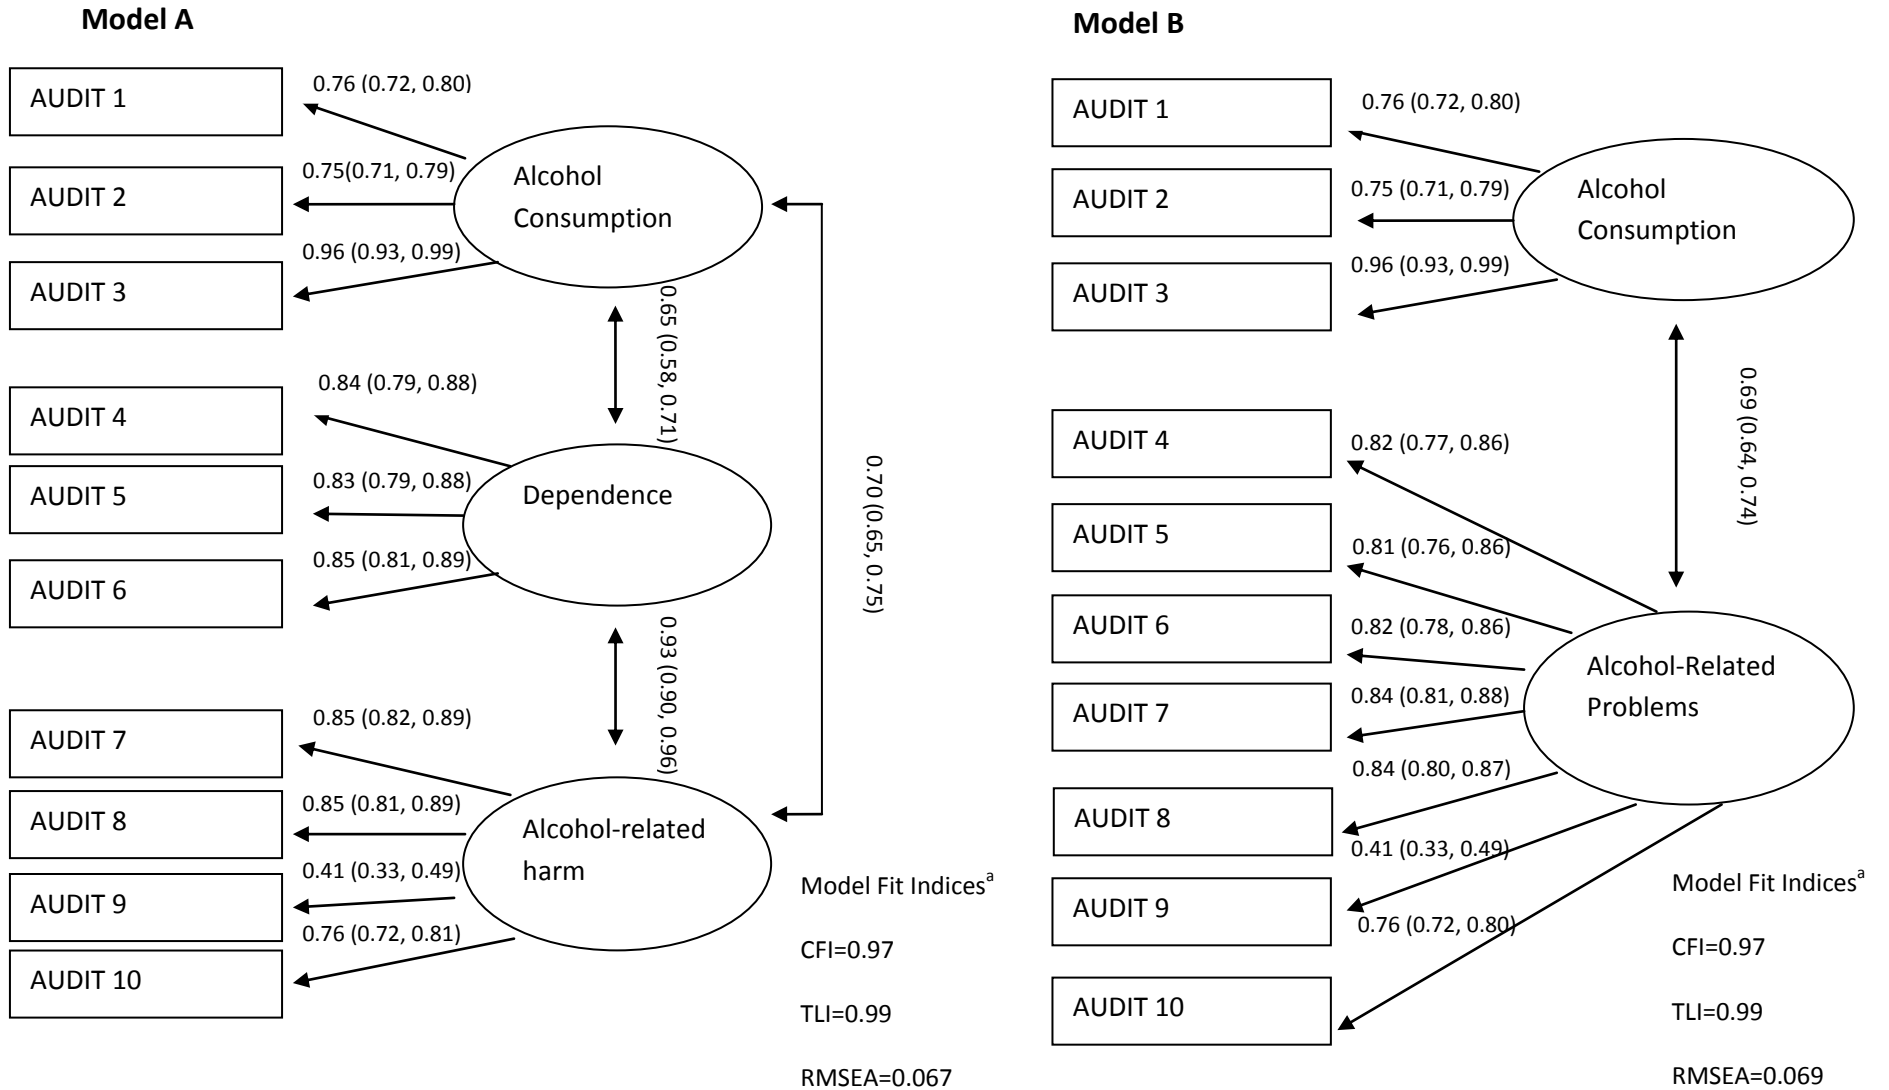 Model A
AUDIT 1
0.76 (0.72, 0.80)
AUDIT 2
0.75(0.71, 0.79)
AUDIT 3
0.96 (0.93, 0.99)
Alcohol
Consumption
0.65 (0.58, 0.71)
AUDIT 4
0.84 (0.79, 0.88)
AUDIT 5
0.83 (0.79, 0.88)
AUDIT 6
0.85 (0.81, 0.89)
Dependence
0.93 (0.90, 0.96)
0.70 (0.65, 0.75)
AUDIT 7
0.85 (0.82, 0.89)
AUDIT 8
0.85 (0.81, 0.89)
AUDIT 9
0.41 (0.33, 0.49)
AUDIT 10
0.76 (0.72, 0.81)
Alcohol-related
harm
Model Fit Indicesª
CFI=0.97
TLI=0.99
RMSEA=0.067
Model B
AUDIT 1
0.76 (0.72, 0.80)
AUDIT 2
0.75 (0.71, 0.79)
AUDIT 3
0.96 (0.93, 0.99)
Alcohol
Consumption
0.69 (0.64, 0.74)
AUDIT 4
0.82 (0.77, 0.86)
AUDIT 5
0.81 (0.76, 0.86)
AUDIT 6
0.82 (0.78, 0.86)
AUDIT 7
0.84 (0.81, 0.88)
AUDIT 8
0.84 (0.80, 0.87)
AUDIT 9
0.41 (0.33, 0.49)
AUDIT 10
0.76 (0.72, 0.80)
Alcohol-Related
Problems
Model Fit Indicesª
CFI=0.97
TLI=0.99
RMSEA=0.069